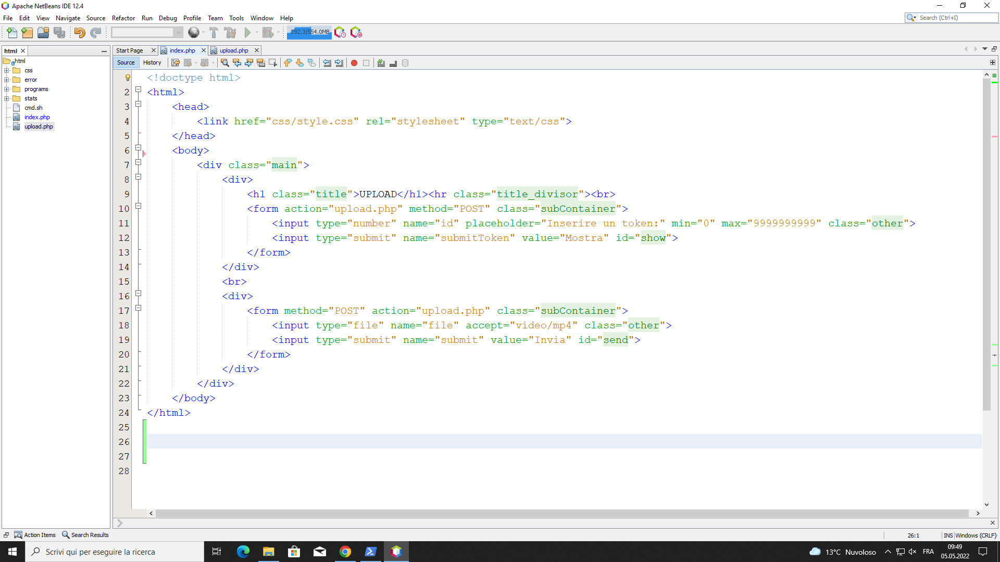 Apache NetBeans IDE 12.4
File Edit View Navigate Source Refactor Run Debug Profile Team Tools Window Help
Search (Ctrl+I)
292.3/554.0MB
html
Start Page index.php upload.php
Source History
html
css
error
programs
stats
cmd.sh
index.php
upload.php
<!doctype html>
2 <html>
3 <head>
4 <link href="css/style.css" rel="stylesheet" type="text/css">
5 </head>
6 <body>
7 <div class="main">
8 <div>
9 <h1 class="title">UPLOAD</h1><hr class="title_divisor"><br>
10 <form action="upload.php" method="POST" class="subContainer">
11 <input type="number" name="id" placeholder="Inserire un token:" min="0" max="9999999999" class="other">
12 <input type="submit" name="submitToken" value="Mostra" id="show">
13 </form>
14 </div>
15 <br>
16 <div>
17 <form method="POST" action="upload.php" class="subContainer">
18 <input type="file" name="file" accept="video/mp4" class="other">
19 <input type="submit" name="submit" value="Invia" id="send">
20 </form>
21 </div>
22 </div>
23 </body>
24 </html>
25
26
27
28
Action Items Search Results
26:1 INS Windows (CRLF)
Scrivi qui per eseguire la ricerca
13°C Nuvoloso
FRA
09:49
05.05.2022